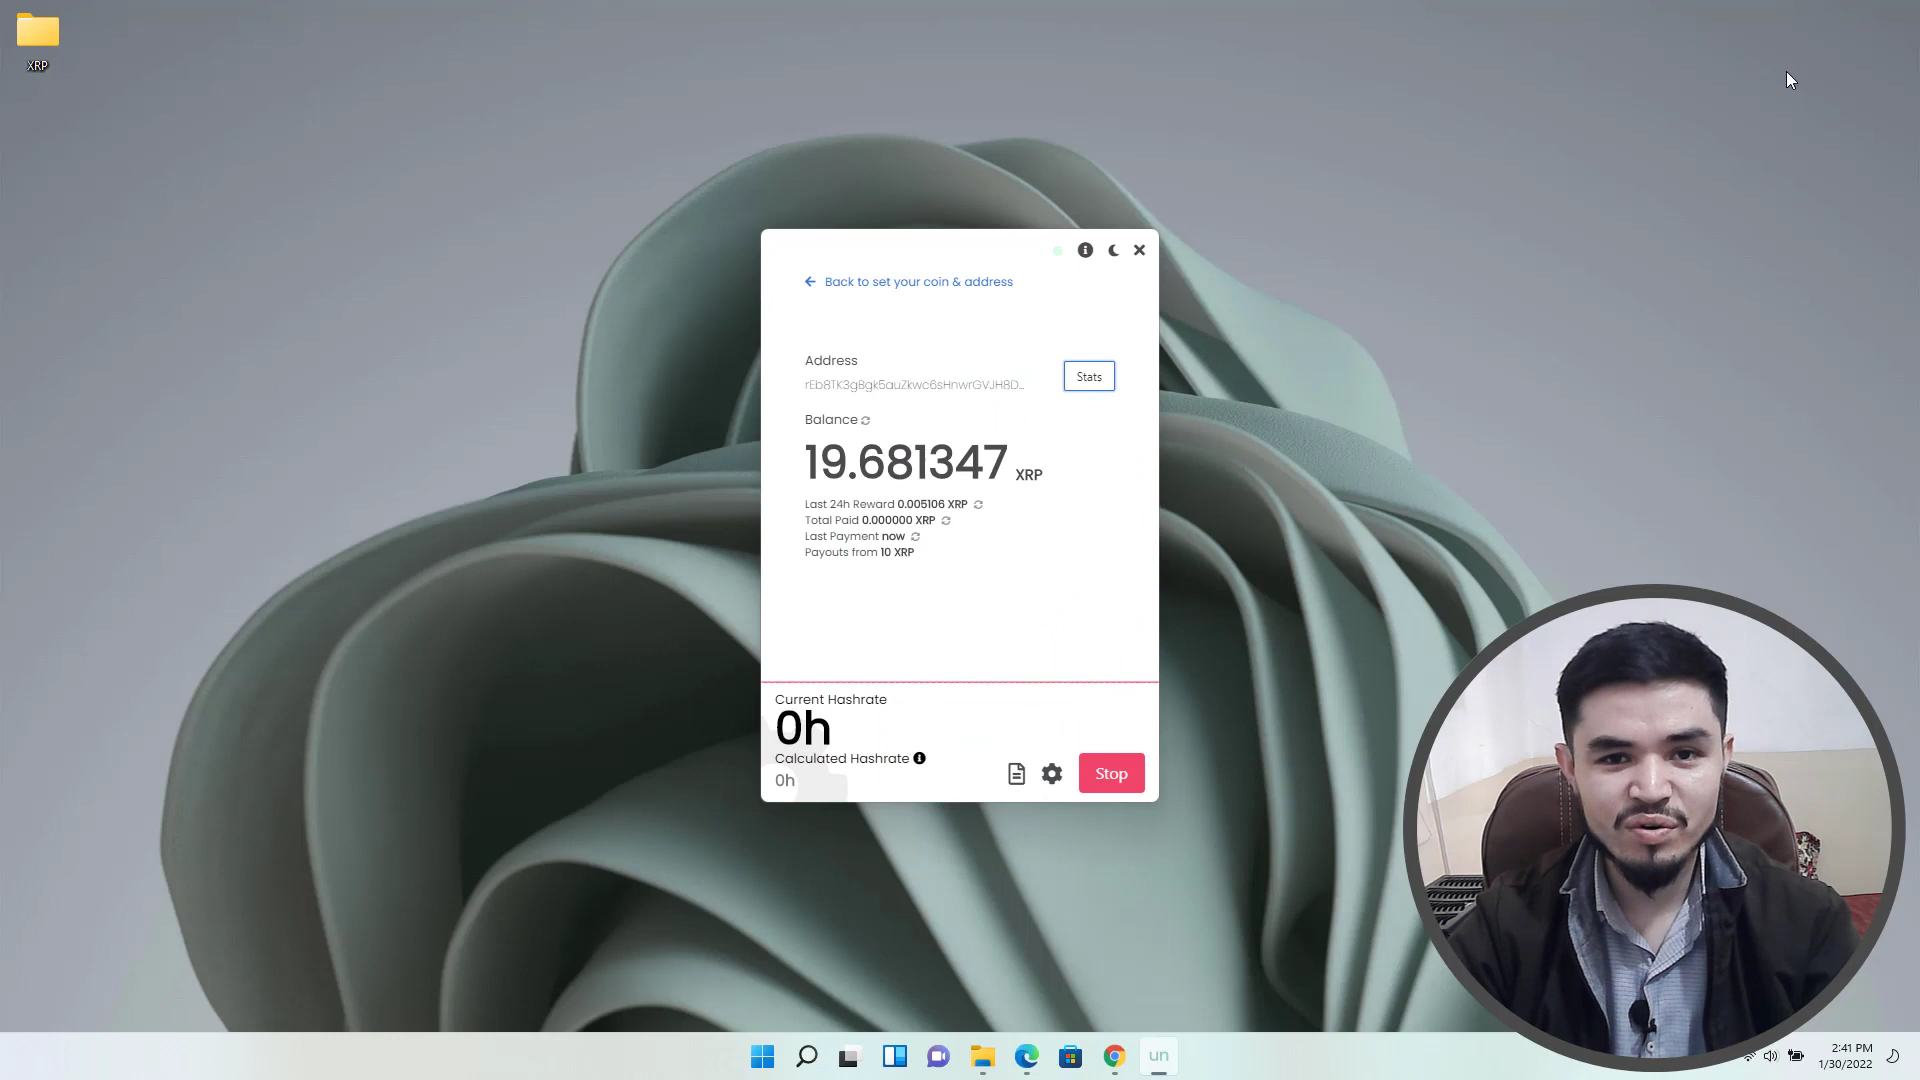 XRP
Back to set your coin & address
Address
rEb8TK3gBgk5auZkwc6sHnwrGVJH8D...
Stats
Balance
19.681347 XRP
Last 24h Reward 0.005106 XRP
Total Paid 0.000000 XRP
Last Payment now
Payouts from 10 XRP
Current Hashrate
0h
Calculated Hashrate
0h
Stop
un
2:41 PM
1/30/2022